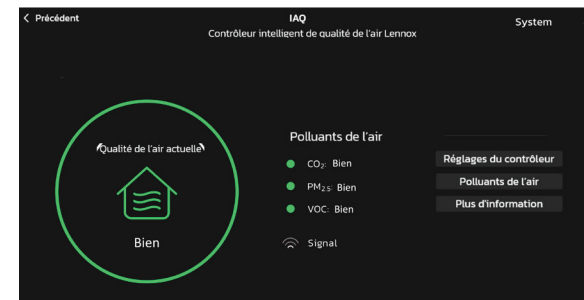 < Précédent
IAQ
System
Contrôleur intelligent de qualité de l'air Lennox
Qualité de l'air actuelle
Bien
Polluants de l'air
CO₂: Bien
PM₂.₅: Bien
VOC: Bien
Signal
Réglages du contrôleur
Polluants de l'air
Plus d'information